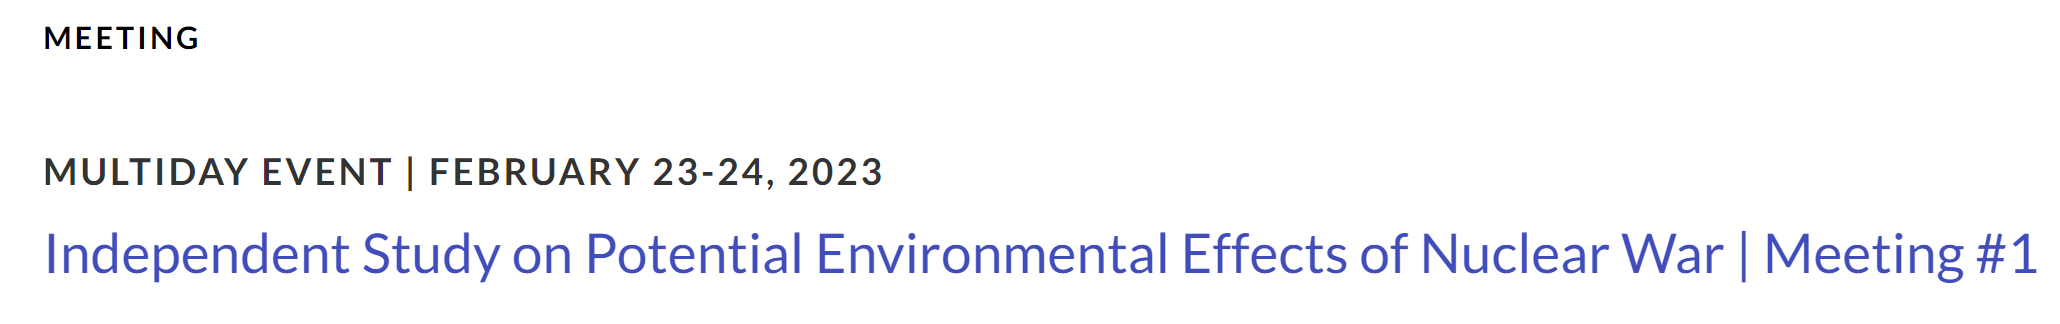 MEETING
MULTIDAY EVENT | FEBRUARY 23-24, 2023
Independent Study on Potential Environmental Effects of Nuclear War | Meeting #1